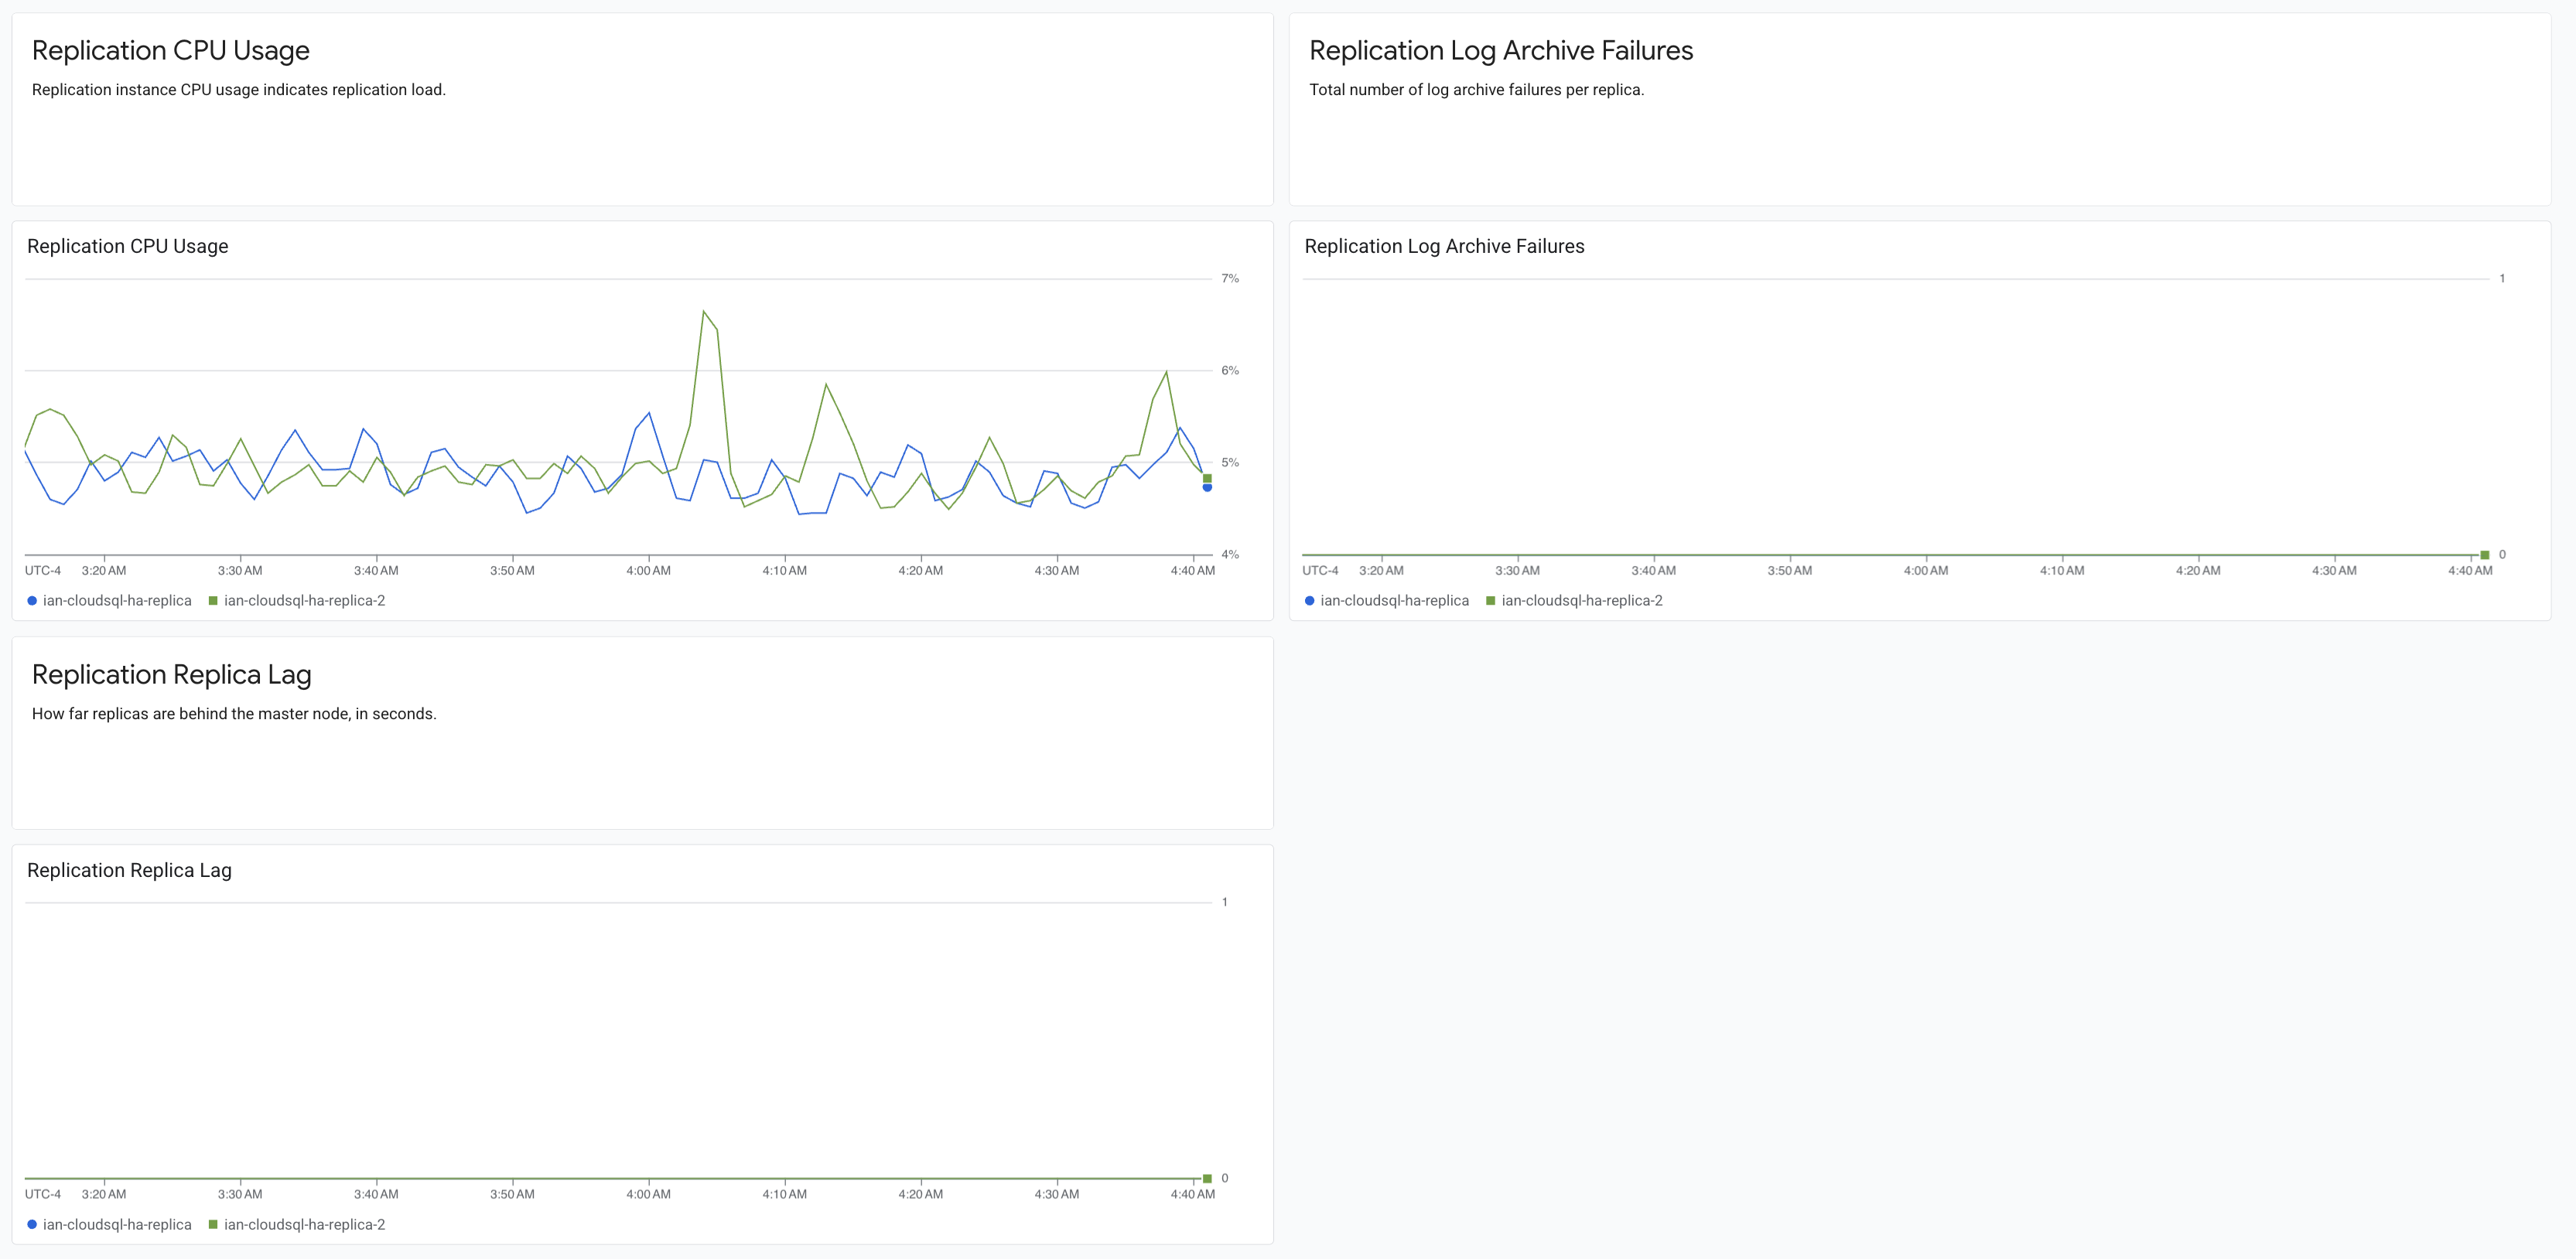 Replication CPU Usage
Replication instance CPU usage indicates replication load.
Replication Log Archive Failures
Total number of log archive failures per replica.
Replication CPU Usage
7%
6%
5%
4%
UTC-4 3:20 AM 3:30 AM 3:40 AM 3:50 AM 4:00 AM 4:10 AM 4:20 AM 4:30 AM 4:40 AM
ian-cloudsql-ha-replica ian-cloudsql-ha-replica-2
Replication Log Archive Failures
1
0
UTC-4 3:20 AM 3:30 AM 3:40 AM 3:50 AM 4:00 AM 4:10 AM 4:20 AM 4:30 AM 4:40 AM
ian-cloudsql-ha-replica ian-cloudsql-ha-replica-2
Replication Replica Lag
How far replicas are behind the master node, in seconds.
Replication Replica Lag
1
0
UTC-4 3:20 AM 3:30 AM 3:40 AM 3:50 AM 4:00 AM 4:10 AM 4:20 AM 4:30 AM 4:40 AM
ian-cloudsql-ha-replica ian-cloudsql-ha-replica-2